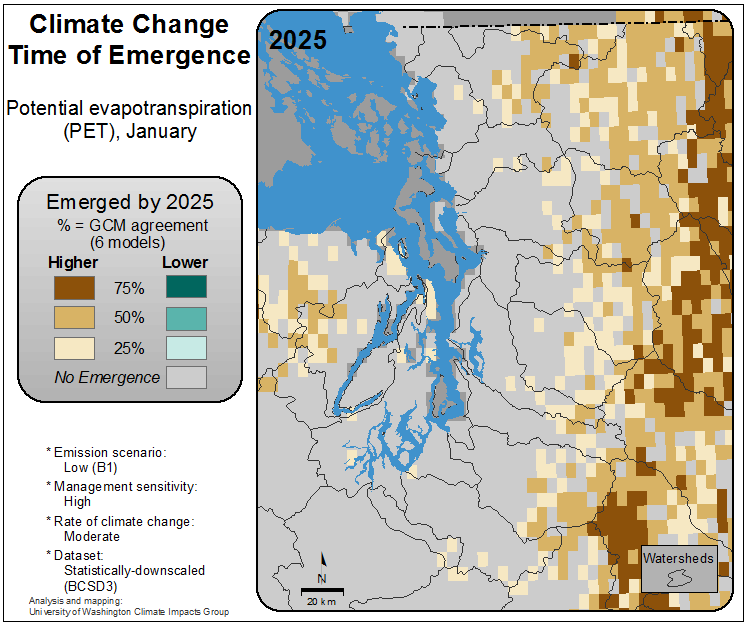 Climate Change
Time of Emergence
Potential evapotranspiration
(PET), January
Emerged by 2025
% = GCM agreement
(6 models)
Higher Lower
75%
50%
25%
No Emergence
* Emission scenario:
Low (B1)
* Management sensitivity:
High
* Rate of climate change:
Moderate
* Dataset:
Statistically-downscaled
(BCSD3)
Analysis and mapping:
University of Washington Climate Impacts Group
2025
N
20 km
Watersheds